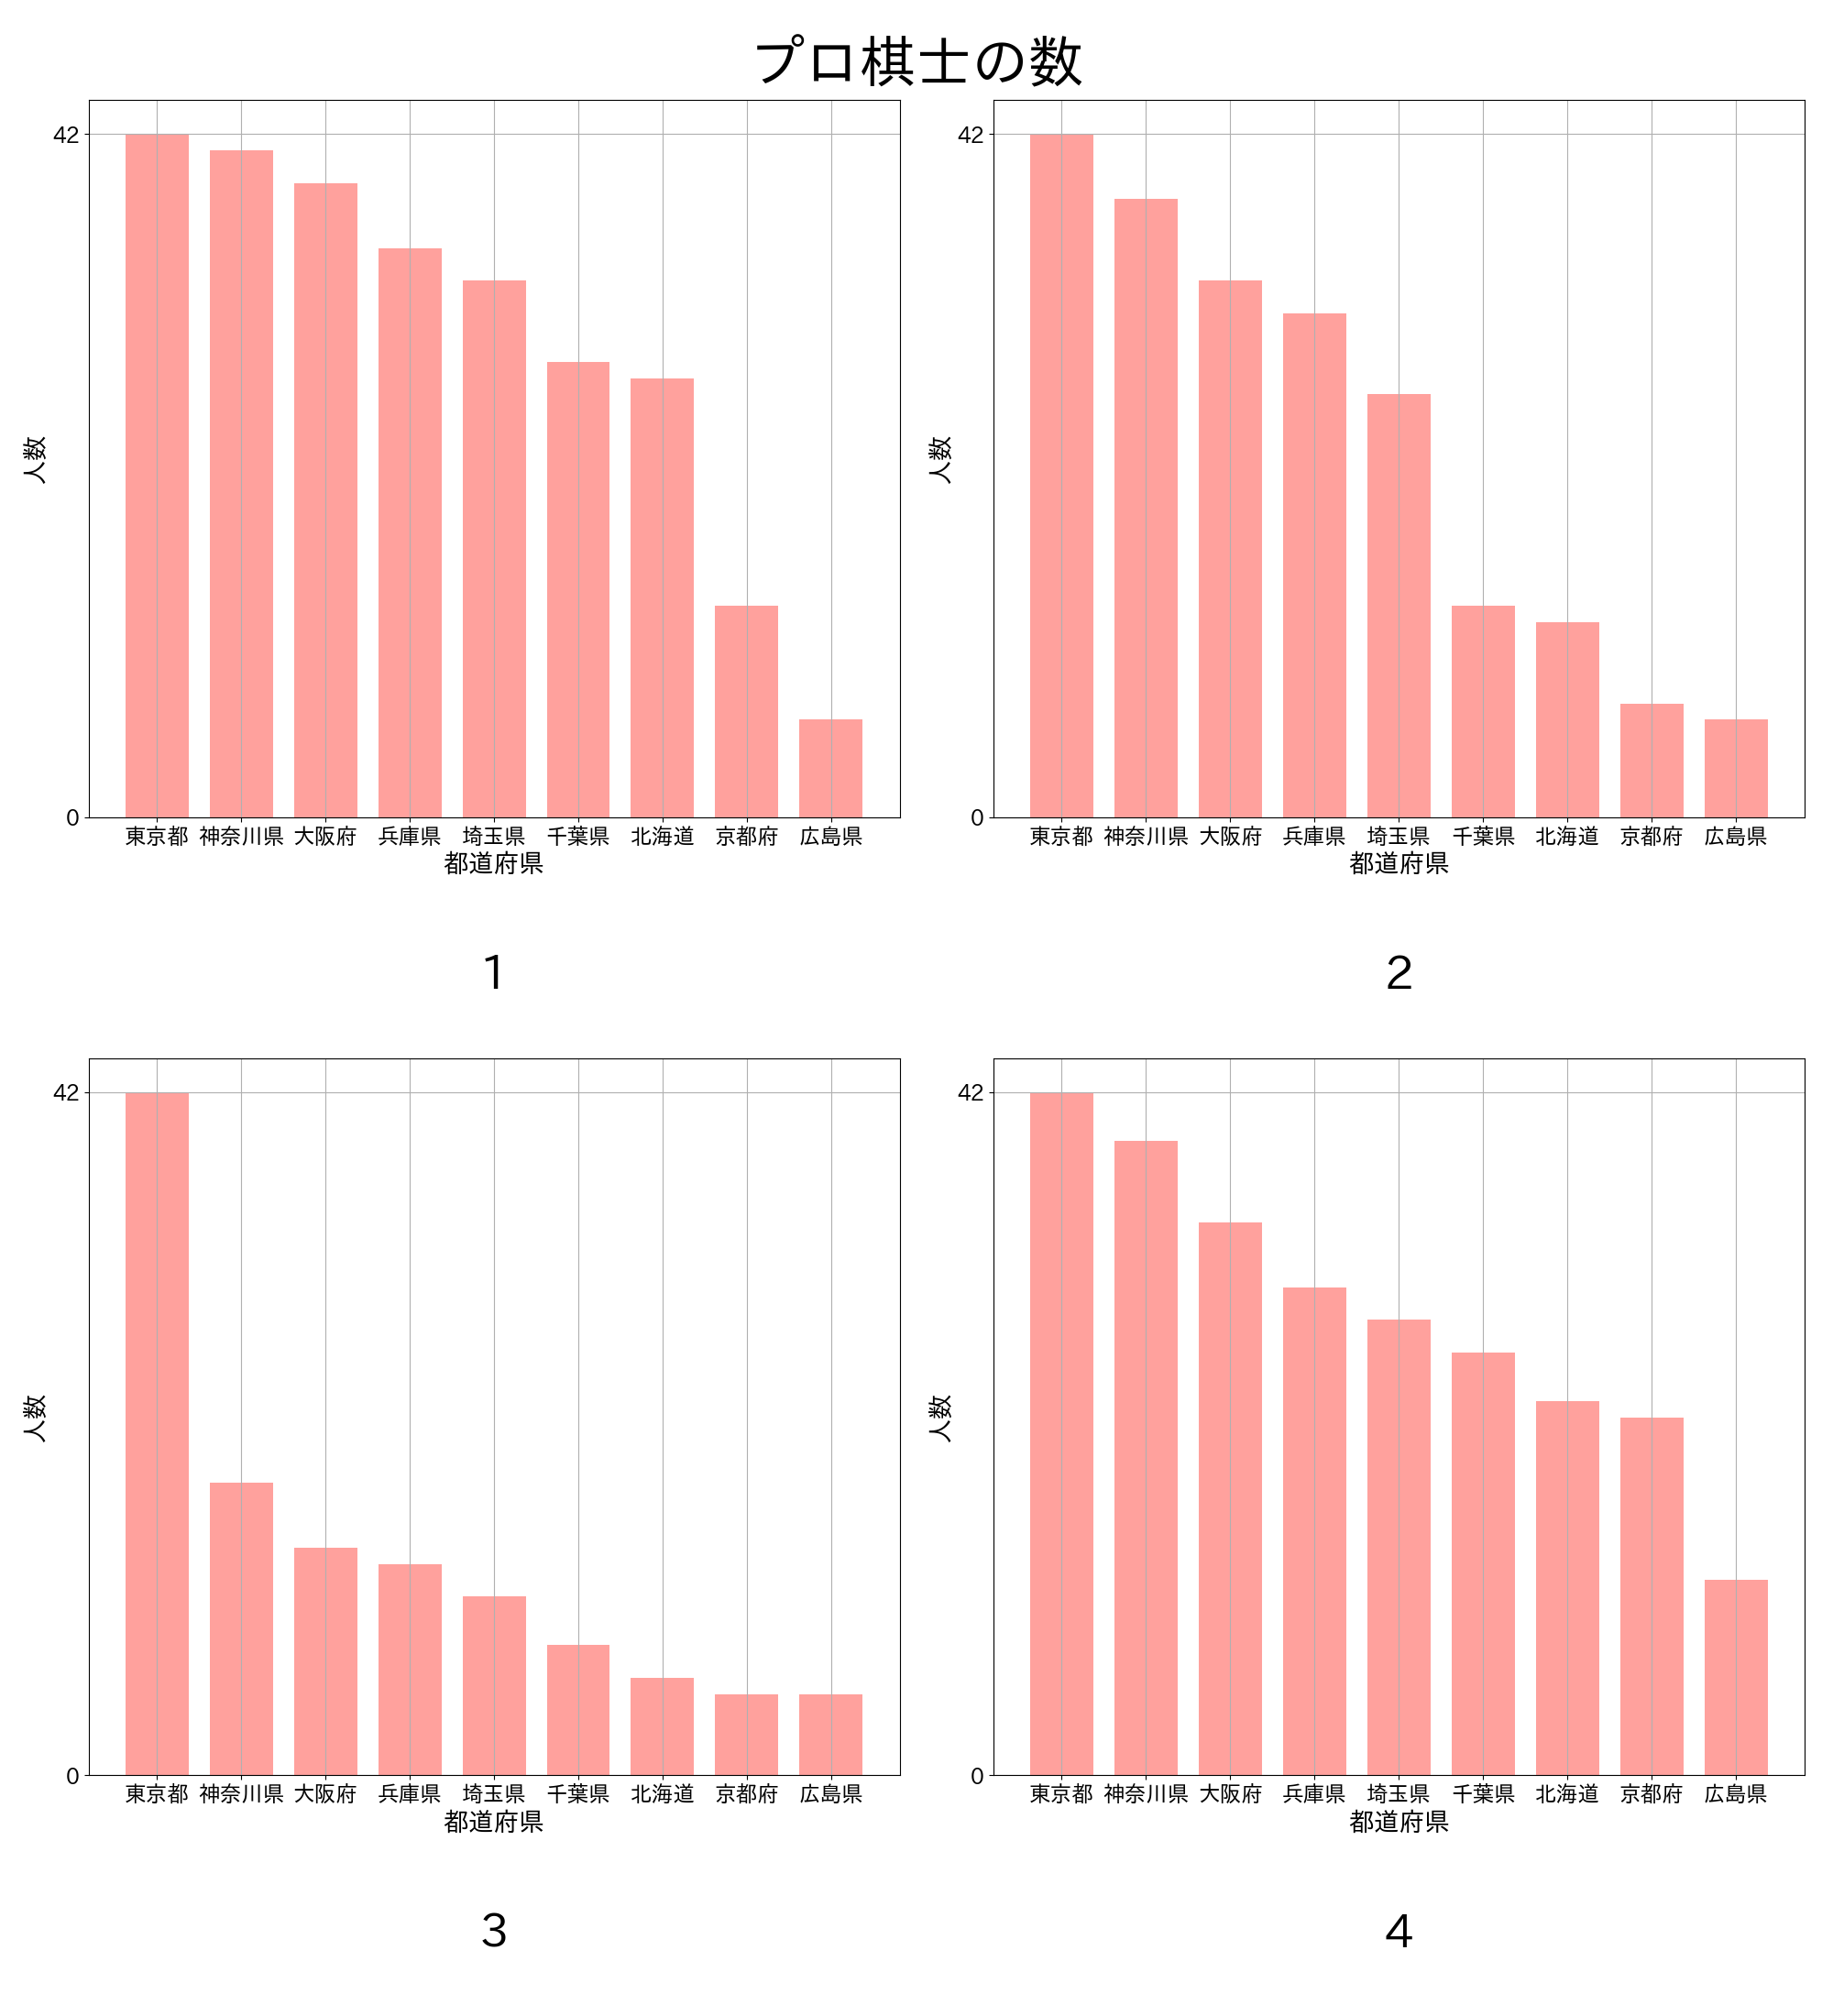 プロ棋士の数
42
0
人数
東京都 神奈川県 大阪府 兵庫県 埼玉県 千葉県 北海道 京都府 広島県
都道府県
1
42
0
人数
東京都 神奈川県 大阪府 兵庫県 埼玉県 千葉県 北海道 京都府 広島県
都道府県
2
42
0
人数
東京都 神奈川県 大阪府 兵庫県 埼玉県 千葉県 北海道 京都府 広島県
都道府県
3
42
0
人数
東京都 神奈川県 大阪府 兵庫県 埼玉県 千葉県 北海道 京都府 広島県
都道府県
4